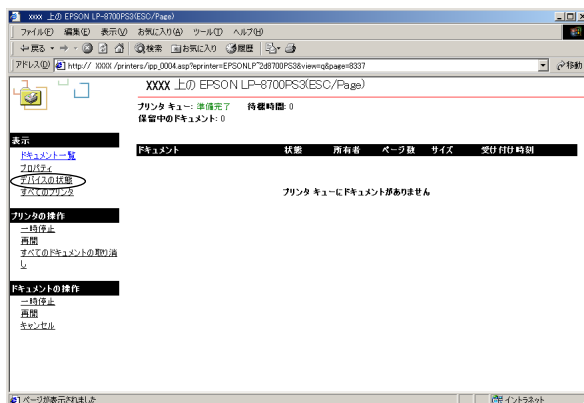 xxxx 上の EPSON LP-8700PS3(ESC/Page)
ファイル(F) 編集(E) 表示(V) お気に入り(A) ツール(T) ヘルプ(H)
戻る 検索 お気に入り 履歴
アドレス(D) http:// XXXX /printers/ipp_0004.asp?eprinter=EPSONLP~2d8700PS3&view=q&page=8337 移動
XXXX 上の EPSON LP-8700PS3(ESC/Page)
プリンタ キュー: 準備完了 待機時間: 0
保留中のドキュメント: 0
表示
ドキュメント一覧
プロパティ
デバイスの状態
すべてのプリンタ
ドキュメント 状態 所有者 ページ数 サイズ 受け付け時刻
プリンタ キューにドキュメントがありません
プリンタの操作
一時停止
再開
すべてのドキュメントの取り消
し
ドキュメントの操作
一時停止
再開
キャンセル
ページが表示されました イントラネット